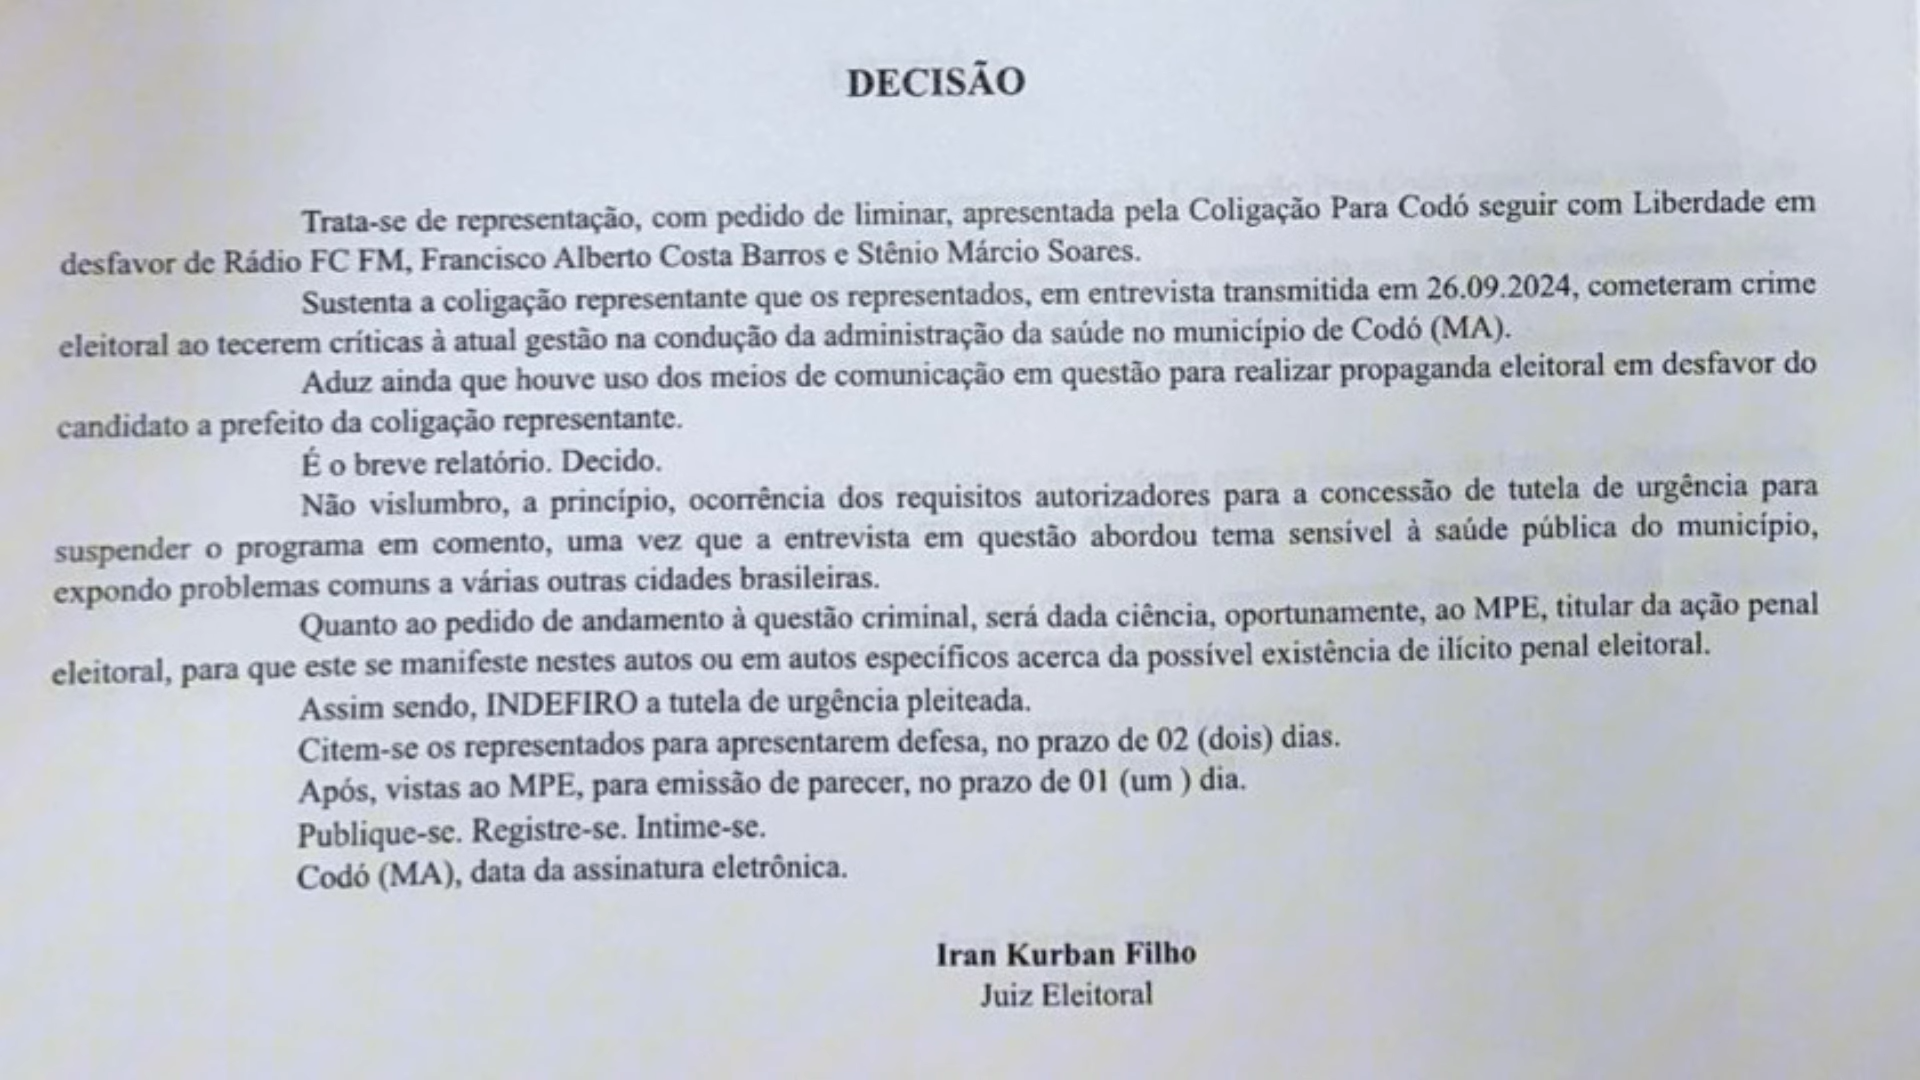 DECISÃO
Trata-se de representação, com pedido de liminar, apresentada pela Coligação Para Codó seguir com Liberdade em
desfavor de Rádio FC FM, Francisco Alberto Costa Barros e Stênio Márcio Soares.
Sustenta a coligação representante que os representados, em entrevista transmitida em 26.09.2024, cometeram crime
eleitoral ao tecerem críticas à atual gestão na condução da administração da saúde no município de Codó (MA).
Aduz ainda que houve uso dos meios de comunicação em questão para realizar propaganda eleitoral em desfavor do
candidato a prefeito da coligação representante.
É o breve relatório. Decido.
Não vislumbro, a princípio, ocorrência dos requisitos autorizadores para a concessão de tutela de urgência para
suspender o programa em comento, uma vez que a entrevista em questão abordou tema sensível à saúde pública do município,
expondo problemas comuns a várias outras cidades brasileiras.
Quanto ao pedido de andamento à questão criminal, será dada ciência, oportunamente, ao MPE, titular da ação penal
eleitoral, para que este se manifeste nestes autos ou em autos específicos acerca da possível existência de ilícito penal eleitoral.
Assim sendo, INDEFIRO a tutela de urgência pleiteada.
Citem-se os representados para apresentarem defesa, no prazo de 02 (dois) dias.
Após, vistas ao MPE, para emissão de parecer, no prazo de 01 (um ) dia.
Publique-se. Registre-se. Intime-se.
Codó (MA), data da assinatura eletrônica.
Iran Kurban Filho
Juiz Eleitoral